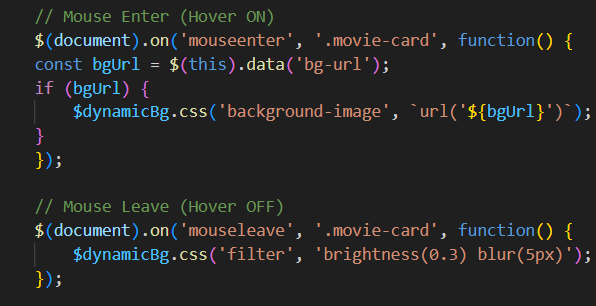 // Mouse Enter (Hover ON)
$(document).on('mouseenter', '.movie-card', function() {
const bgUrl = $(this).data('bg-url');
if (bgUrl) {
    $dynamicBg.css('background-image', `url('${bgUrl}')`);
}
});

// Mouse Leave (Hover OFF)
$(document).on('mouseleave', '.movie-card', function() {
    $dynamicBg.css('filter', 'brightness(0.3) blur(5px)');
});